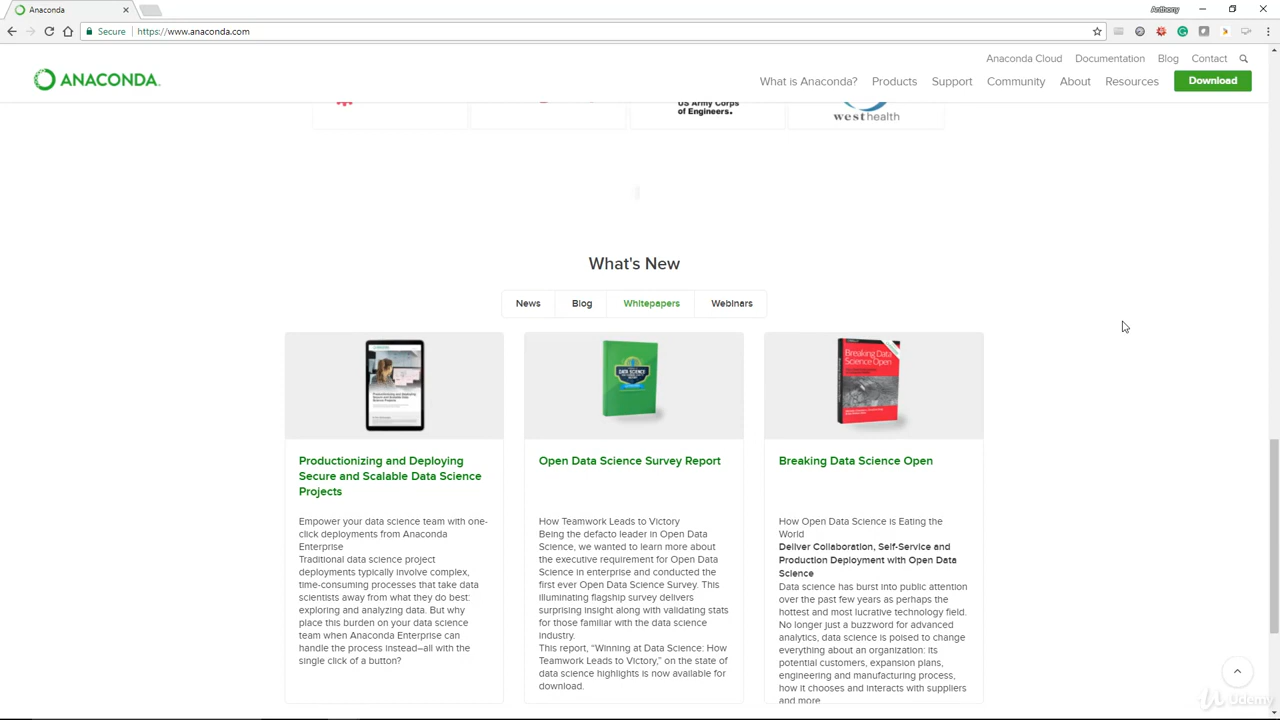 Anaconda
Anthony
Secure
https://www.anaconda.com
Anaconda Cloud Documentation Blog Contact
ANACONDA
What is Anaconda? Products Support Community About Resources Download
US Army Corps
of Engineers.
westhealth
What's New
News Blog Whitepapers Webinars
Productionizing and Deploying
Secure and Scalable Data Science
Projects
Empower your data science team with one-
click deployments from Anaconda
Enterprise
Traditional data science project
deployments typically involve complex,
time-consuming processes that take data
scientists away from what they do best:
exploring and analyzing data. But why
place this burden on your data science
team when Anaconda Enterprise can
handle the process instead–all with the
single click of a button?
DATA SCIENCE
Open Data Science Survey Report
How Teamwork Leads to Victory
Being the defacto leader in Open Data
Science, we wanted to learn more about
the executive requirement for Open Data
Science in enterprise and conducted the
first ever Open Data Science Survey. This
illuminating flagship survey delivers
surprising insight along with validating stats
for those familiar with the data science
industry.
This report, “Winning at Data Science: How
Teamwork Leads to Victory,” on the state of
data science highlights is now available for
download.
Breaking Data
Science Open
Breaking Data Science Open
How Open Data Science is Eating the
World
Deliver Collaboration, Self-Service and
Production Deployment with Open Data
Science
Data science has burst into public attention
over the past few years as perhaps the
hottest and most lucrative technology field.
No longer just a buzzword for advanced
analytics, data science is poised to change
everything about an organization: its
potential customers, expansion plans,
engineering and manufacturing process,
how it chooses and interacts with suppliers
and more
Udemy